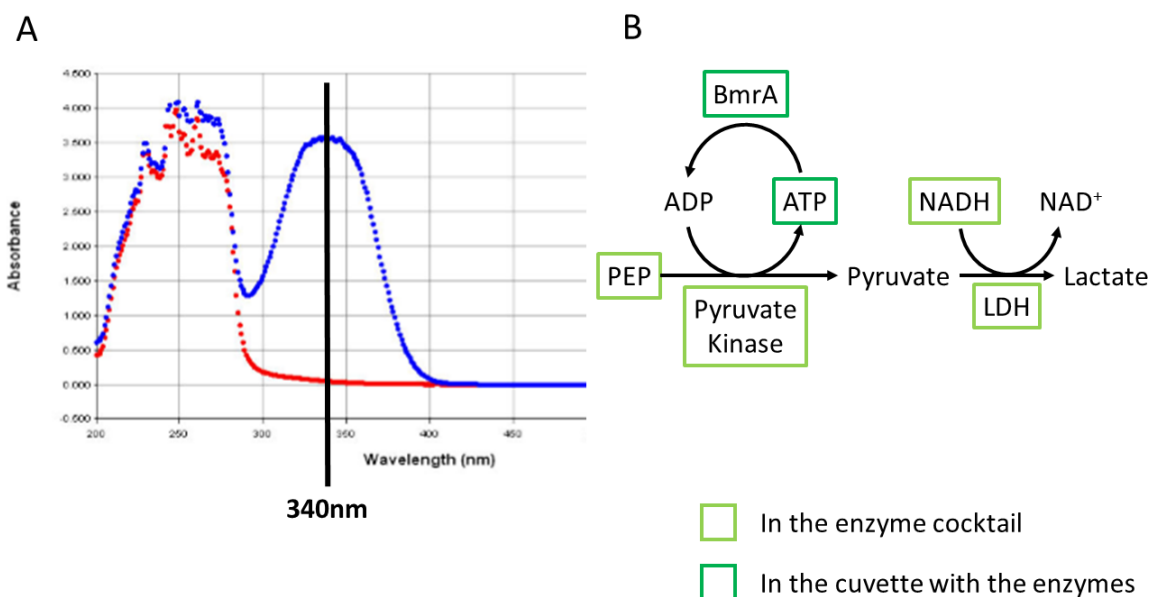 A
B
4.500
4.000
3.500
3.000
2.500
2.000
1.500
1.000
0.500
0.000
-0.500
Absorbance
200
250
300
350
400
450
Wavelength (nm)
340nm
BmrA
ADP
ATP
NADH
NAD+
PEP
Pyruvate
Lactate
Pyruvate
Kinase
LDH
In the enzyme cocktail
In the cuvette with the enzymes